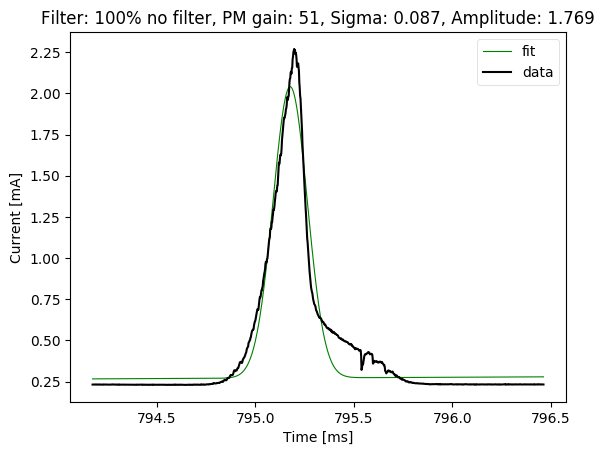 Filter: 100% no filter, PM gain: 51, Sigma: 0.087, Amplitude: 1.769
fit
data
2.25
2.00
1.75
1.50
1.25
1.00
0.75
0.50
0.25
Current [mA]
794.5 795.0 795.5 796.0 796.5
Time [ms]